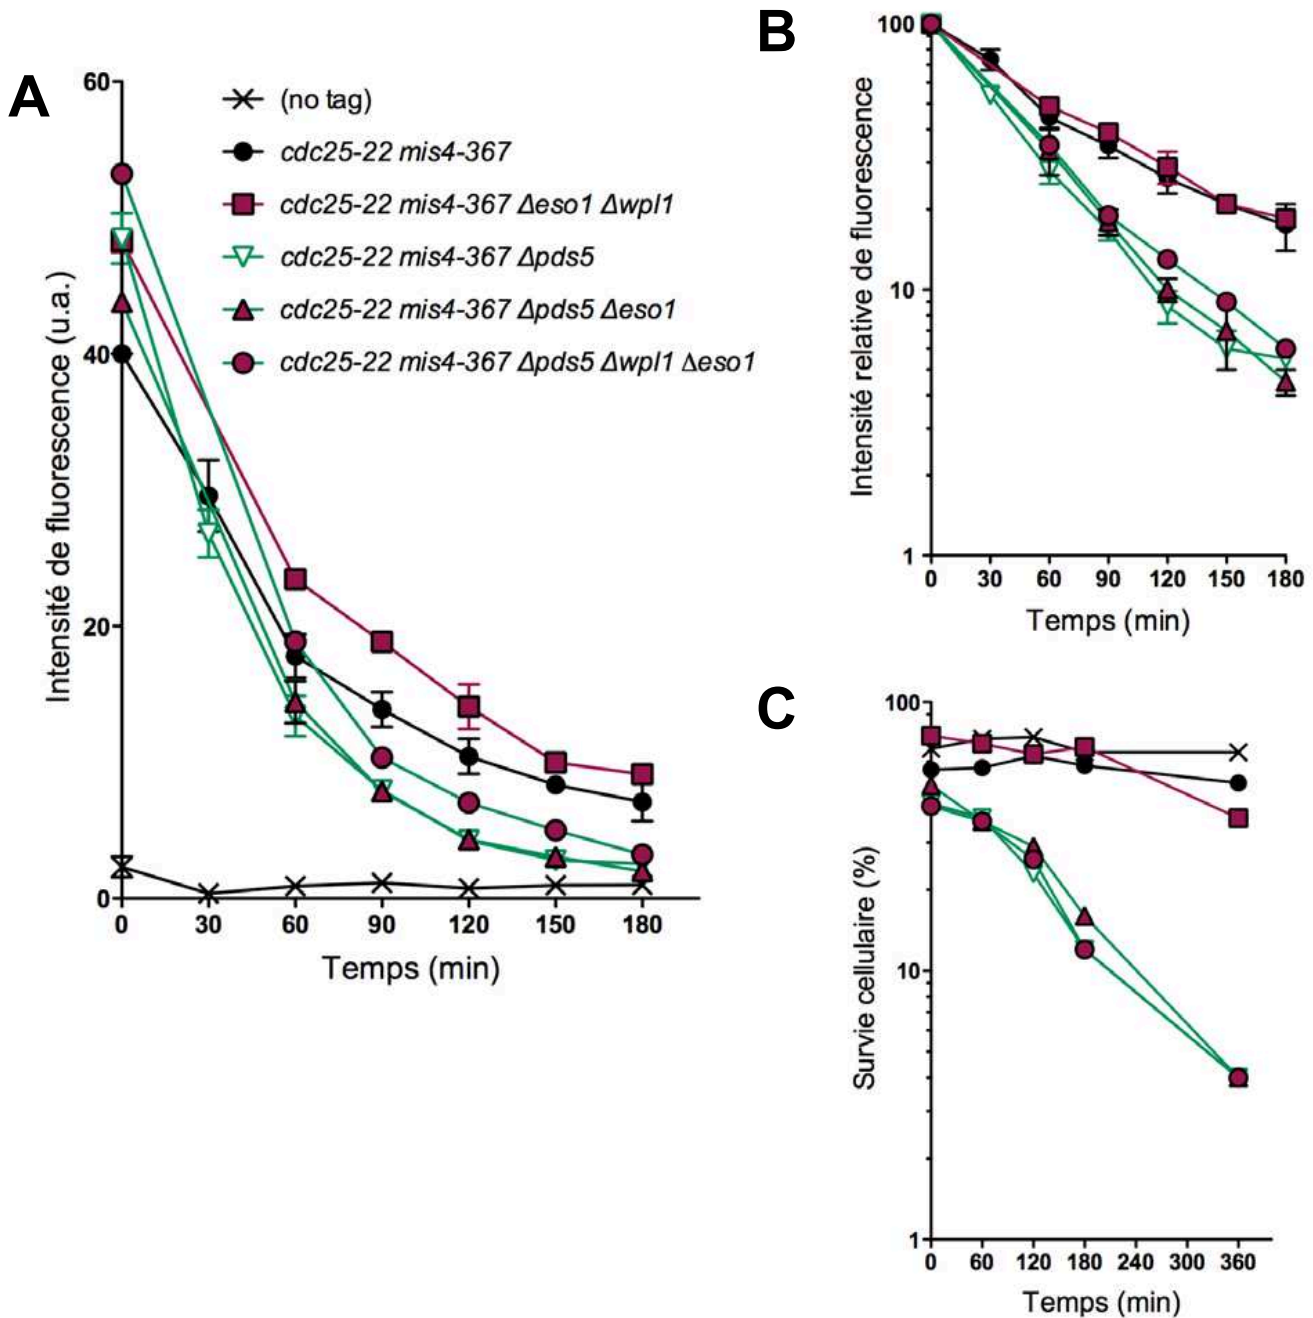 A
Intensité de fluorescence (u.a.)
60
40
20
0
0 30 60 90 120 150 180
Temps (min)
(no tag)
cdc25-22 mis4-367
cdc25-22 mis4-367 Δeso1 Δwpl1
cdc25-22 mis4-367 Δpds5
cdc25-22 mis4-367 Δpds5 Δeso1
cdc25-22 mis4-367 Δpds5 Δwpl1 Δeso1
B
Intensité relative de fluorescence
100
10
1
0 30 60 90 120 150 180
Temps (min)
C
Survie cellulaire (%)
100
10
1
0 60 120 180 240 300 360
Temps (min)